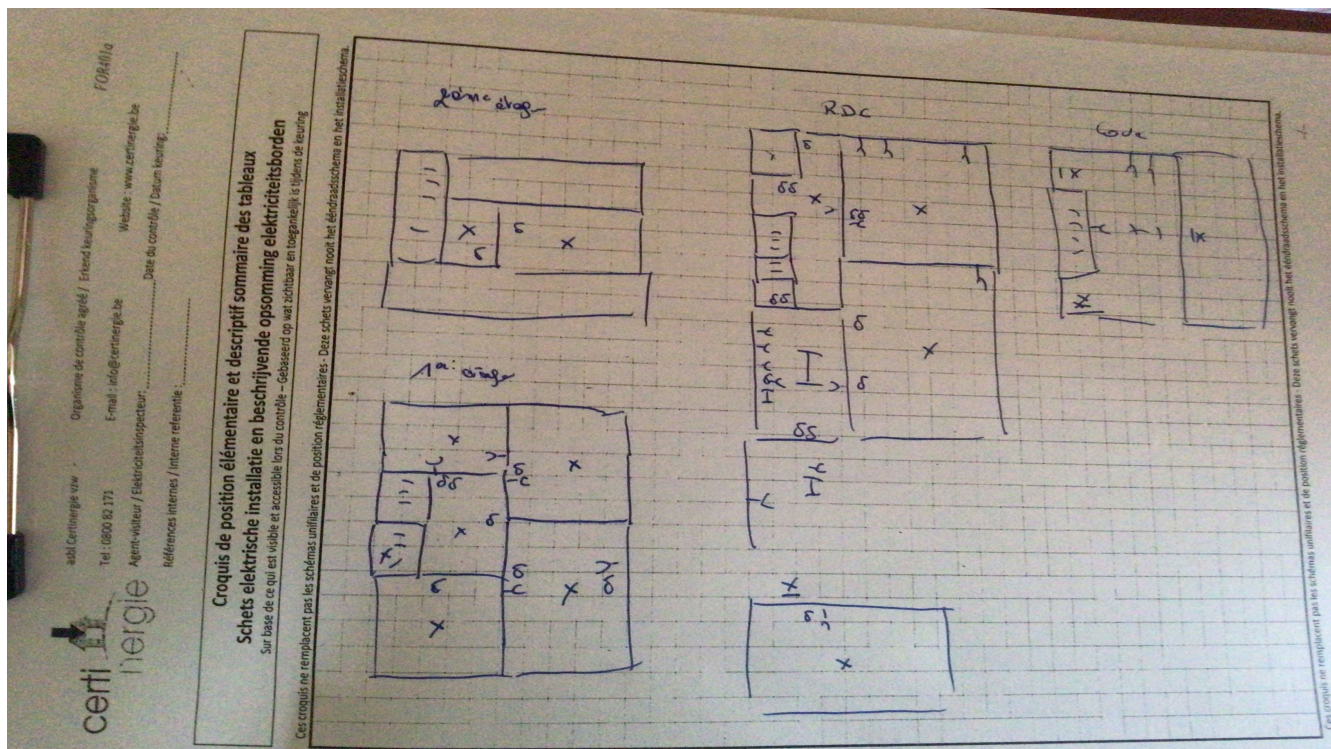 certinergie
asbl Certinergie vzw - Organisme de contrôle agréé / Erkend keuringsorganisme FOR401a
Tel : 0800 82 171 E-mail : info@certinergie.be Website : www.certinergie.be
Agent-visiteur / Elektriciteitsinspecteur: Date du contrôle / Datum keuring:
Références internes / Interne referentie :
Croquis de position élémentaire et descriptif sommaire des tableaux
Schets elektrische installatie en beschrijvende opsomming elektriciteitsborden
Sur base de ce qui est visible et accessible lors du contrôle – Gebaseerd op wat zichtbaar en toegankelijk is tijdens de keuring
Ces croquis ne remplacent pas les schémas unifilaires et de position réglementaires - Deze schets vervangt nooit het ééndraadsschema en het installatieschema.
1er étage
2ème étage
RDC
Ces croquis ne remplacent pas les schémas unifilaires et de position réglementaires - Deze schets vervangt nooit het ééndraadsschema en het installatieschema.